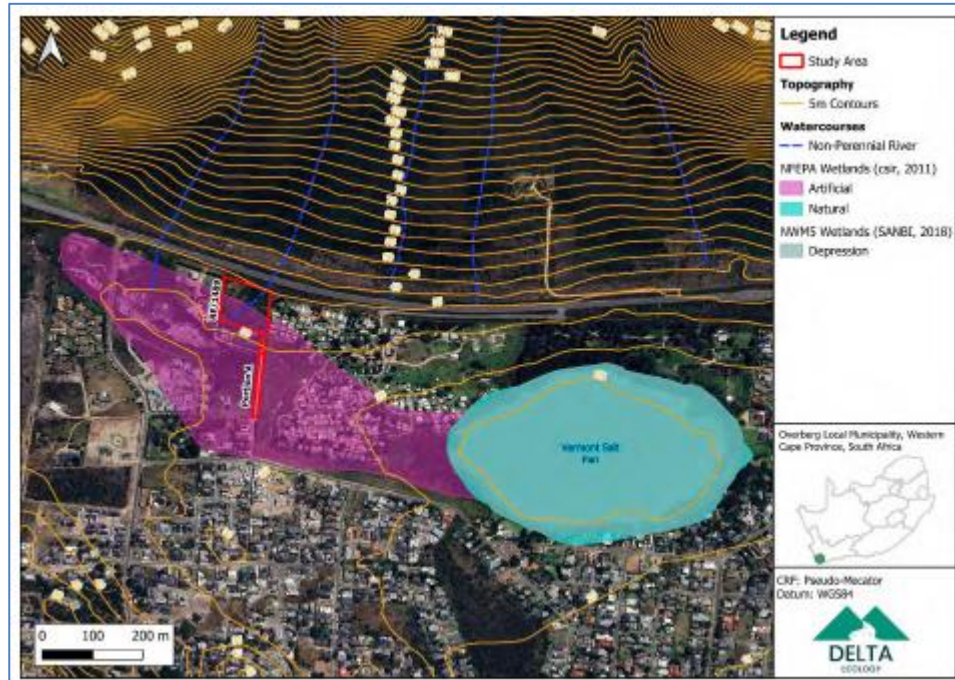 Legend
Study Area
Topography
5m Contours
Watercourses
Non-Perennial River
NFEPA Wetlands (csir, 2011)
Artificial
Natural
NWM5 Wetlands (SANBI, 2018)
Depression
Portion A
Vermont Salt
Pan
Overberg Local Municipality, Western
Cape Province, South Africa
CRF: Pseudo-Mecator
Datum: WGS84
DELTA
ECOLOGY
0 100 200 m